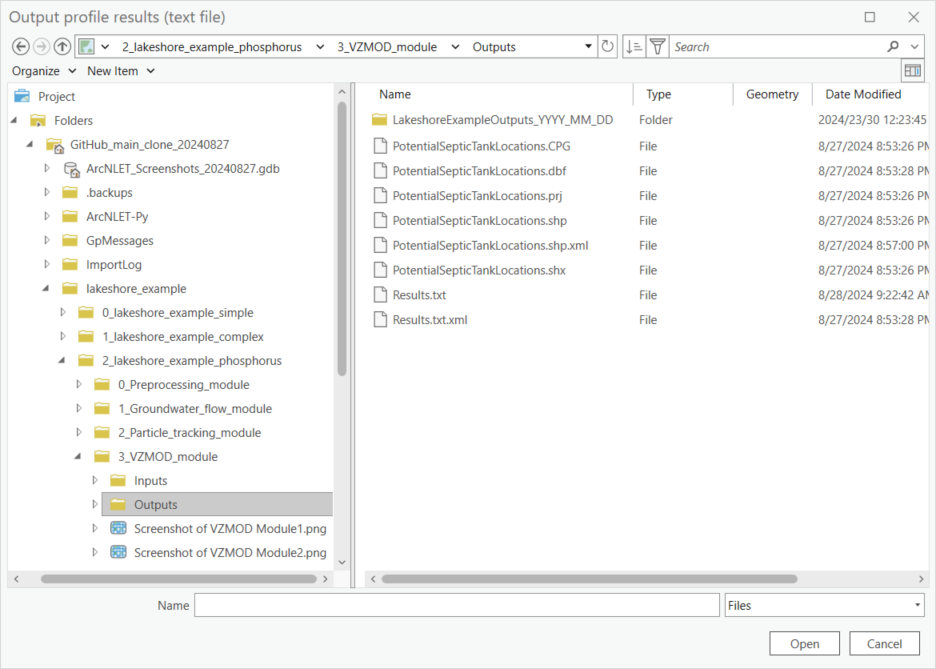 Output profile results (text file)
2_lakeshore_example_phosphorus 3_VZMOD_module Outputs Search
Organize New Item
Project
Folders
GitHub_main_clone_20240827
ArcNLET_Screenshots_20240827.gdb
.backups
ArcNLET-Py
GpMessages
ImportLog
lakeshore_example
0_lakeshore_example_simple
1_lakeshore_example_complex
2_lakeshore_example_phosphorus
0_Preprocessing_module
1_Groundwater_flow_module
2_Particle_tracking_module
3_VZMOD_module
Inputs
Outputs
Screenshot of VZMOD Module1.png
Screenshot of VZMOD Module2.png
Name Type Geometry Date Modified
LakeshoreExampleOutputs_YYYY_MM_DD Folder 2024/23/30 12:23:45
PotentialSepticTankLocations.CPG File 8/27/2024 8:53:26 PM
PotentialSepticTankLocations.dbf File 8/27/2024 8:53:28 PM
PotentialSepticTankLocations.prj File 8/27/2024 8:53:26 PM
PotentialSepticTankLocations.shp File 8/27/2024 8:53:26 PM
PotentialSepticTankLocations.shp.xml File 8/27/2024 8:57:00 PM
PotentialSepticTankLocations.shx File 8/27/2024 8:53:26 PM
Results.txt File 8/28/2024 9:22:42 AM
Results.txt.xml File 8/27/2024 8:53:28 PM
Name Files
Open Cancel